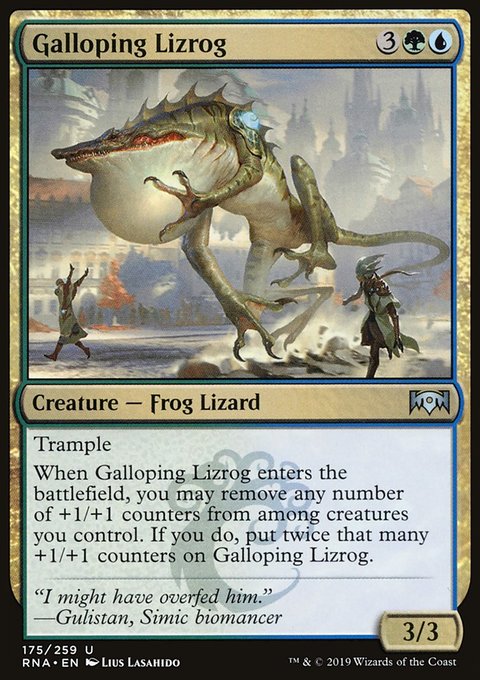 Galloping Lizrog 3
Creature — Frog Lizard
Trample
When Galloping Lizrog enters the
battlefield, you may remove any number
of +1/+1 counters from among creatures
you control. If you do, put twice that many
+1/+1 counters on Galloping Lizrog.
“I might have overfed him.”
—Gulistan, Simic biomancer
3/3
175/259 U
RNA • EN Lius Lasahido
™ & © 2019 Wizards of the Coast